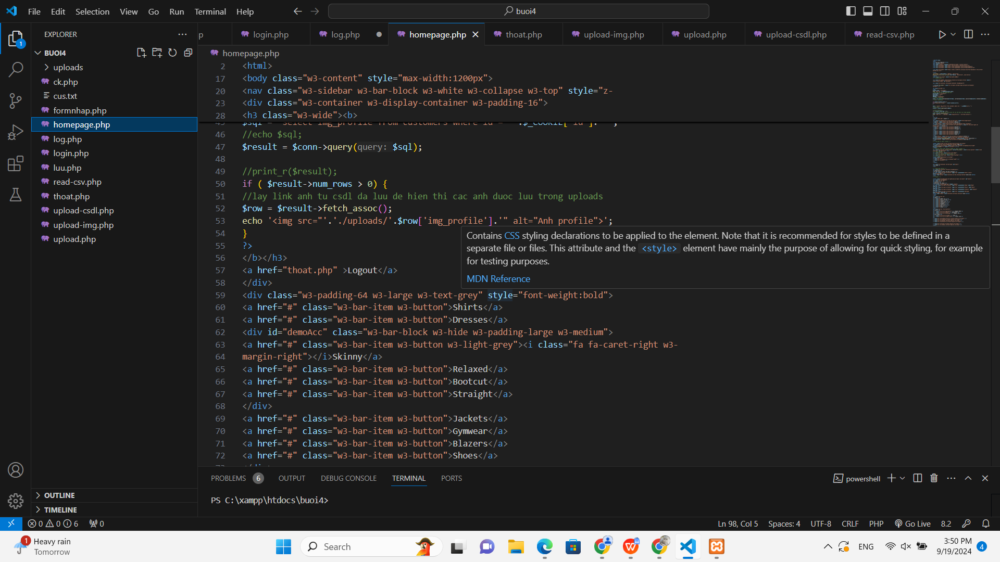 File Edit Selection View Go Run Terminal Help
buoi4
EXPLORER
BUOI4
uploads
ck.php
cus.txt
formnhap.php
homepage.php
log.php
login.php
luu.php
read-csv.php
thoat.php
upload-csdl.php
upload-img.php
upload.php
OUTLINE
TIMELINE
1
p login.php log.php homepage.php thoat.php upload-img.php upload.php upload-csdl.php read-csv.php
homepage.php
2 <html>
17 <body class="w3-content" style="max-width:1200px">
20 <nav class="w3-sidebar w3-bar-block w3-white w3-collapse w3-top" style="z-
23 <div class="w3-container w3-display-container w3-padding-16">
28 <h3 class="w3-wide"><b>
46 //echo $sql;
47 $result = $conn->query(query: $sql);
48
49 //print_r($result);
50 if ( $result->num_rows > 0) {
51 //lay link anh tu csdl da luu de hien thi cac anh duoc luu trong uploads
52 $row = $result->fetch_assoc();
53 echo '<img src="'.'./uploads/'.$row['img_profile'].'" alt="Anh profile">';
54 }
55 ?>
56 </b></h3>
57 <a href="thoat.php" >Logout</a>
58 </div>
59 <div class="w3-padding-64 w3-large w3-text-grey" style="font-weight:bold">
60 <a href="#" class="w3-bar-item w3-button">Shirts</a>
61 <a href="#" class="w3-bar-item w3-button">Dresses</a>
62 <div id="demoAcc" class="w3-bar-block w3-hide w3-padding-large w3-medium">
63 <a href="#" class="w3-bar-item w3-button w3-light-grey"><i class="fa fa-caret-right w3-
64 margin-right"></i>Skinny</a>
65 <a href="#" class="w3-bar-item w3-button">Relaxed</a>
66 <a href="#" class="w3-bar-item w3-button">Bootcut</a>
67 <a href="#" class="w3-bar-item w3-button">Straight</a>
68 </div>
69 <a href="#" class="w3-bar-item w3-button">Jackets</a>
70 <a href="#" class="w3-bar-item w3-button">Gymwear</a>
71 <a href="#" class="w3-bar-item w3-button">Blazers</a>
72 <a href="#" class="w3-bar-item w3-button">Shoes</a>
Contains CSS styling declarations to be applied to the element. Note that it is recommended for styles to be defined in a
separate file or files. This attribute and the <style> element have mainly the purpose of allowing for quick styling, for example
for testing purposes.
MDN Reference
PROBLEMS 6 OUTPUT DEBUG CONSOLE TERMINAL PORTS
powershell
PS C:\xampp\htdocs\buoi4>
0 0 6 0
Ln 98, Col 5 Spaces: 4 UTF-8 CRLF PHP Go Live 8.2
1 Heavy rain
Tomorrow
Search
ENG
3:50 PM
9/19/2024
4